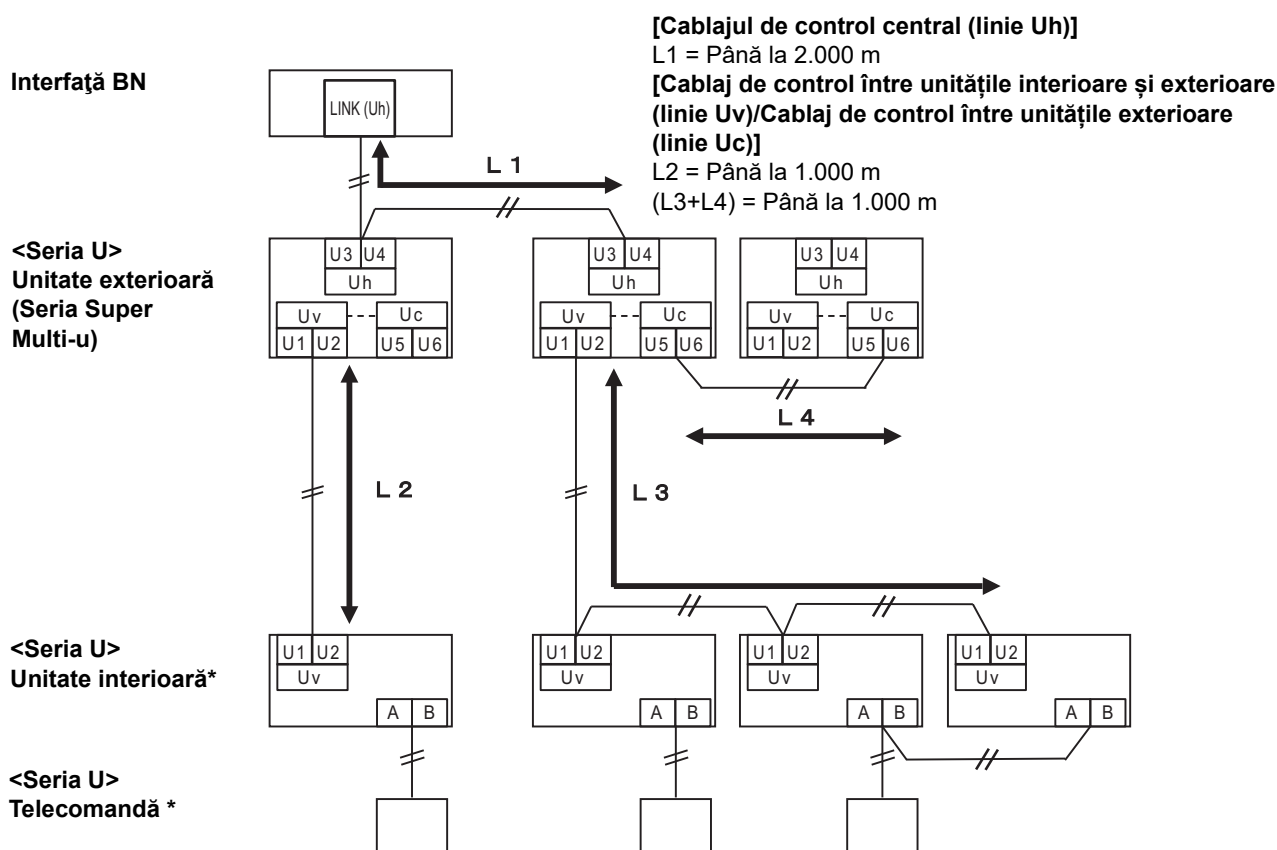 [Cablajul de control central (linie Uh)]
L1 = Până la 2.000 m
[Cablaj de control între unitățile interioare și exterioare
(linie Uv)/Cablaj de control între unitățile exterioare
(linie Uc)]
L2 = Până la 1.000 m
(L3+L4) = Până la 1.000 m
Interfaţă BN
LINK (Uh)
L 1
<Seria U>
Unitate exterioară
(Seria Super
Multi-u)
U3 U4
Uh
Uv Uc
U1 U2 U5 U6
U3 U4
Uh
Uv Uc
U1 U2 U5 U6
U3 U4
Uh
Uv Uc
U1 U2 U5 U6
L 4
L 2
L 3
<Seria U>
Unitate interioară*
U1 U2
Uv
A B
U1 U2
Uv
A B
U1 U2
Uv
A B
U1 U2
Uv
A B
<Seria U>
Telecomandă *